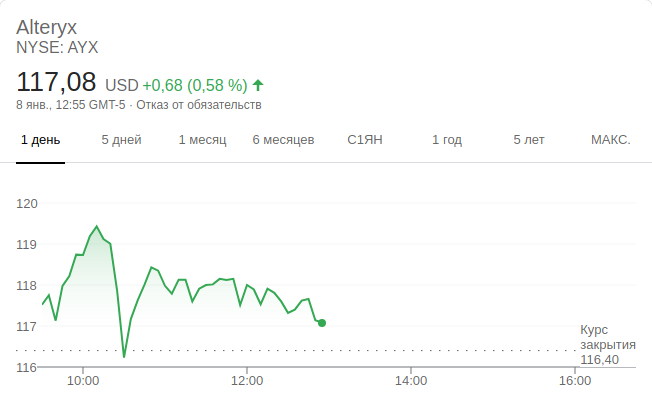 Alteryx
NYSE: AYX
117,08 USD +0,68 (0,58 %)
8 янв., 12:55 GMT-5 · Отказ от обязательств
1 день 5 дней 1 месяц 6 месяцев С1ЯН 1 год 5 лет МАКС.
120
119
118
117
116
Курс
закрытия
116,40
10:00 12:00 14:00 16:00